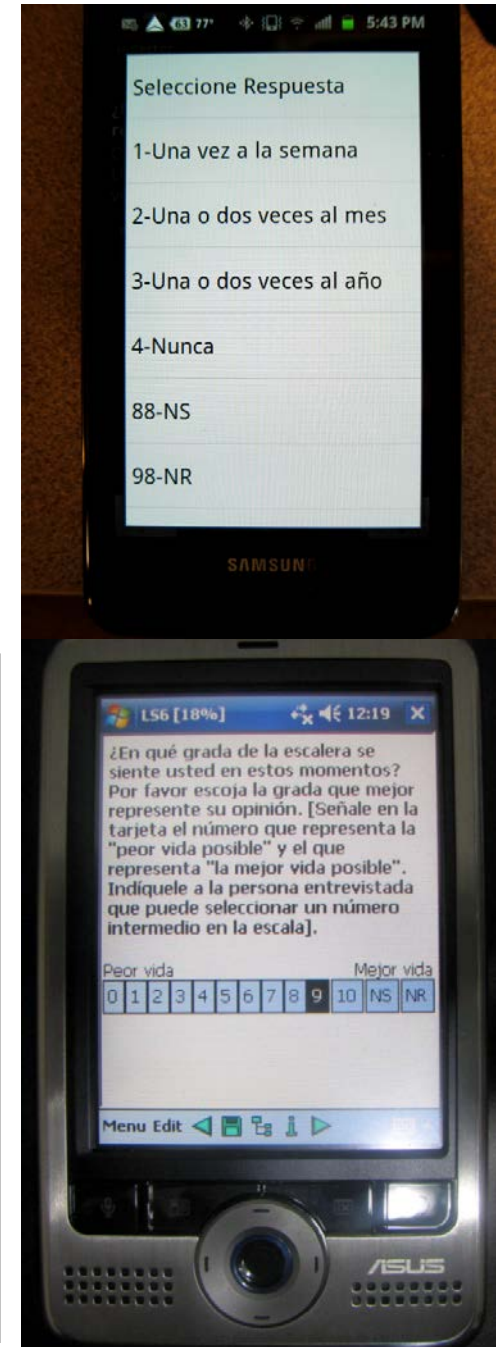 63 77° 5:43 PM
Seleccione Respuesta
1-Una vez a la semana
2-Una o dos veces al mes
3-Una o dos veces al año
4-Nunca
88-NS
98-NR
SAMSUN
LS6 [18%] 12:19 X
¿En qué grada de la escalera se
siente usted en estos momentos?
Por favor escoja la grada que mejor
represente su opinión. [Señale en la
tarjeta el número que representa la
"peor vida posible" y el que
representa "la mejor vida posible".
Indíquele a la persona entrevistada
que puede seleccionar un número
intermedio en la escala].
Peor vida Mejor vida
0 1 2 3 4 5 6 7 8 9 10 NS NR
Menu Edit
ASUS